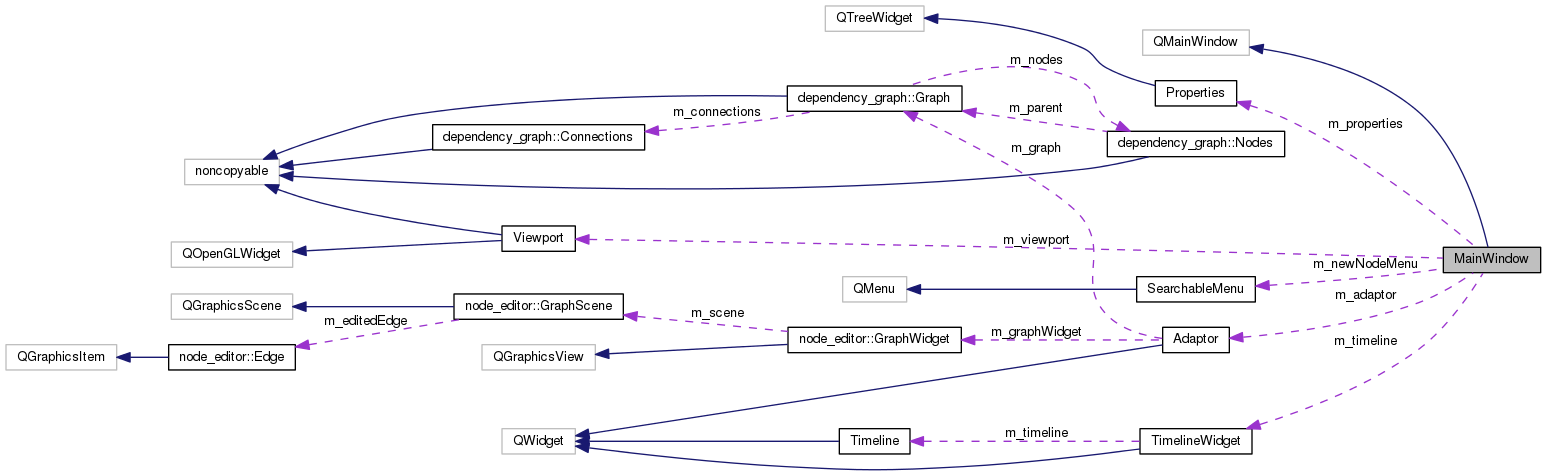 QTreeWidget
QMainWindow
m_nodes
Properties
dependency_graph::Graph
m_parent
m_connections
m_properties
dependency_graph::Connections
dependency_graph::Nodes
m_graph
noncopyable
Viewport
m_viewport
QOpenGLWidget
MainWindow
m_newNodeMenu
QMenu
SearchableMenu
m_adaptor
QGraphicsScene
node_editor::GraphScene
m_scene
m_editedEdge
m_graphWidget
node_editor::GraphWidget
Adaptor
m_timeline
QGraphicsItem
node_editor::Edge
QGraphicsView
m_timeline
QWidget
Timeline
TimelineWidget